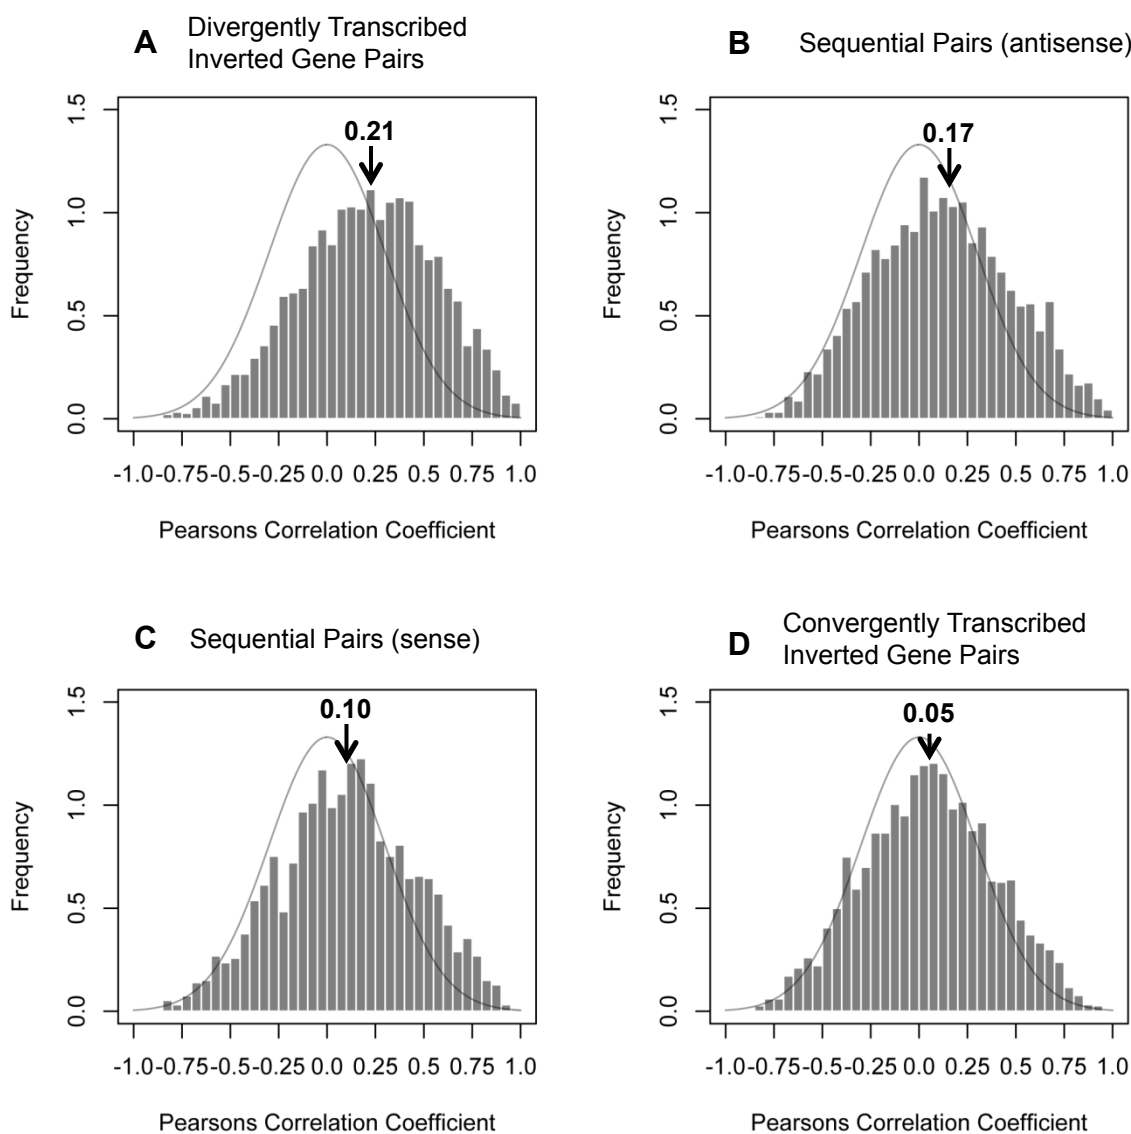 A Divergently Transcribed
Inverted Gene Pairs
1.5
1.0
0.5
0.0
Frequency
0.21
-1.0 -0.75 -0.5 -0.25 0.0 0.25 0.5 0.75 1.0
Pearsons Correlation Coefficient
B Sequential Pairs (antisense)
1.5
1.0
0.5
0.0
Frequency
0.17
-1.0 -0.75 -0.5 -0.25 0.0 0.25 0.5 0.75 1.0
Pearsons Correlation Coefficient
C Sequential Pairs (sense)
1.5
1.0
0.5
0.0
Frequency
0.10
-1.0 -0.75 -0.5 -0.25 0.0 0.25 0.5 0.75 1.0
Pearsons Correlation Coefficient
D Convergently Transcribed
Inverted Gene Pairs
1.5
1.0
0.5
0.0
Frequency
0.05
-1.0 -0.75 -0.5 -0.25 0.0 0.25 0.5 0.75 1.0
Pearsons Correlation Coefficient